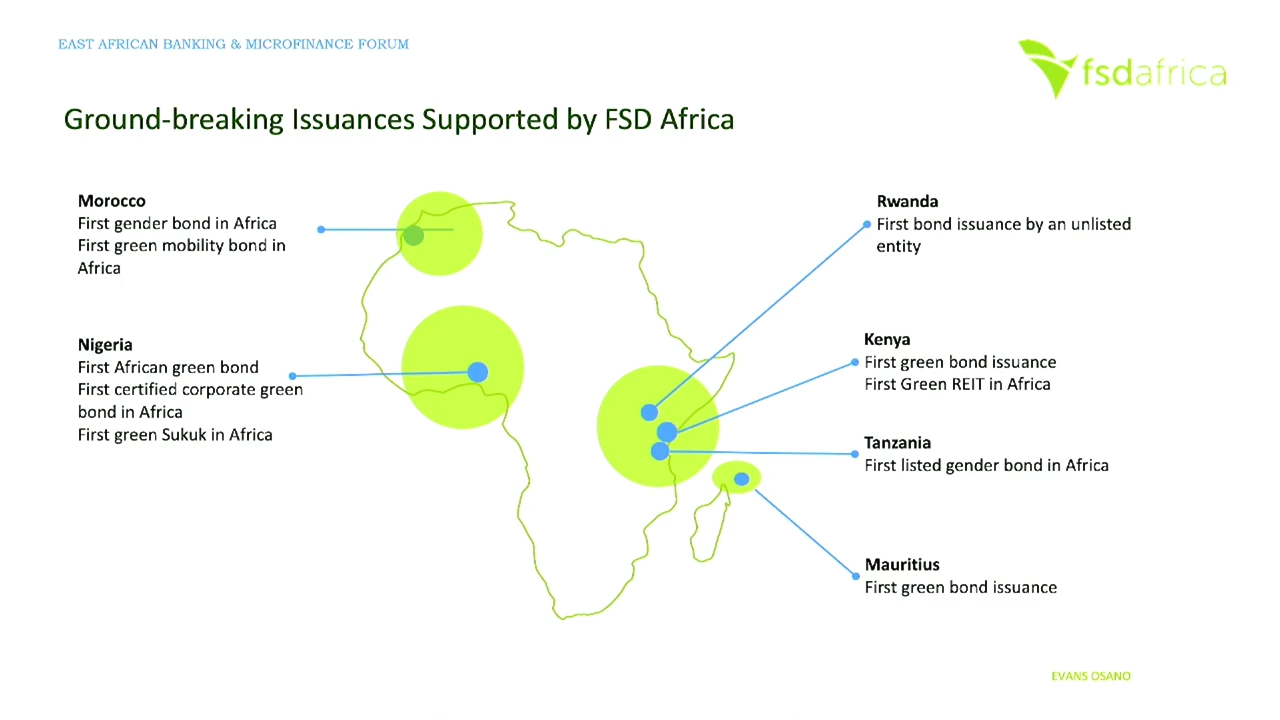 EAST AFRICAN BANKING & MICROFINANCE FORUM
fsdafrica
Ground-breaking Issuances Supported by FSD Africa
Morocco
First gender bond in Africa
First green mobility bond in
Africa
Nigeria
First African green bond
First certified corporate green
bond in Africa
First green Sukuk in Africa
Rwanda
First bond issuance by an unlisted
entity
Kenya
First green bond issuance
First Green REIT in Africa
Tanzania
First listed gender bond in Africa
Mauritius
First green bond issuance
EVANS OSANO